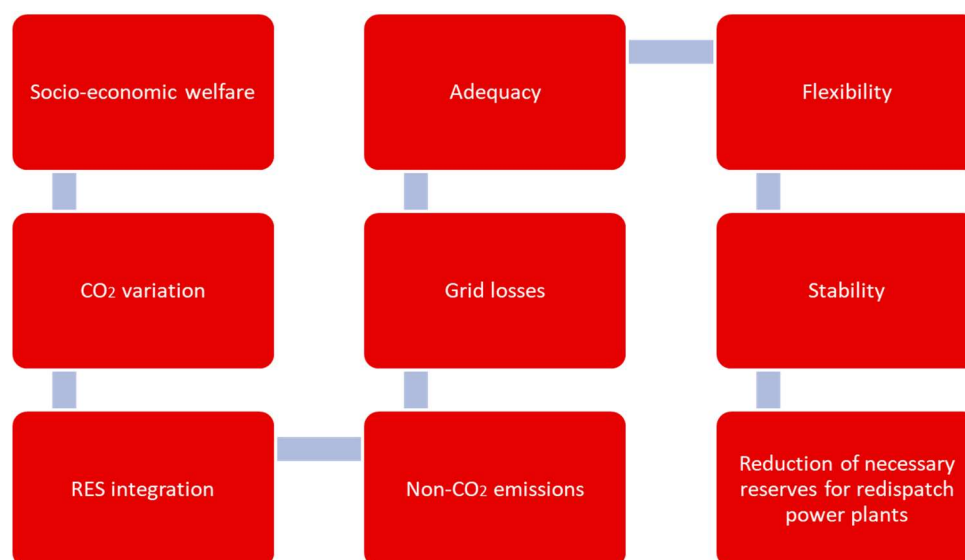 Socio-economic welfare
CO₂ variation
RES integration
Non-CO₂ emissions
Grid losses
Adequacy
Flexibility
Stability
Reduction of necessary
reserves for redispatch
power plants